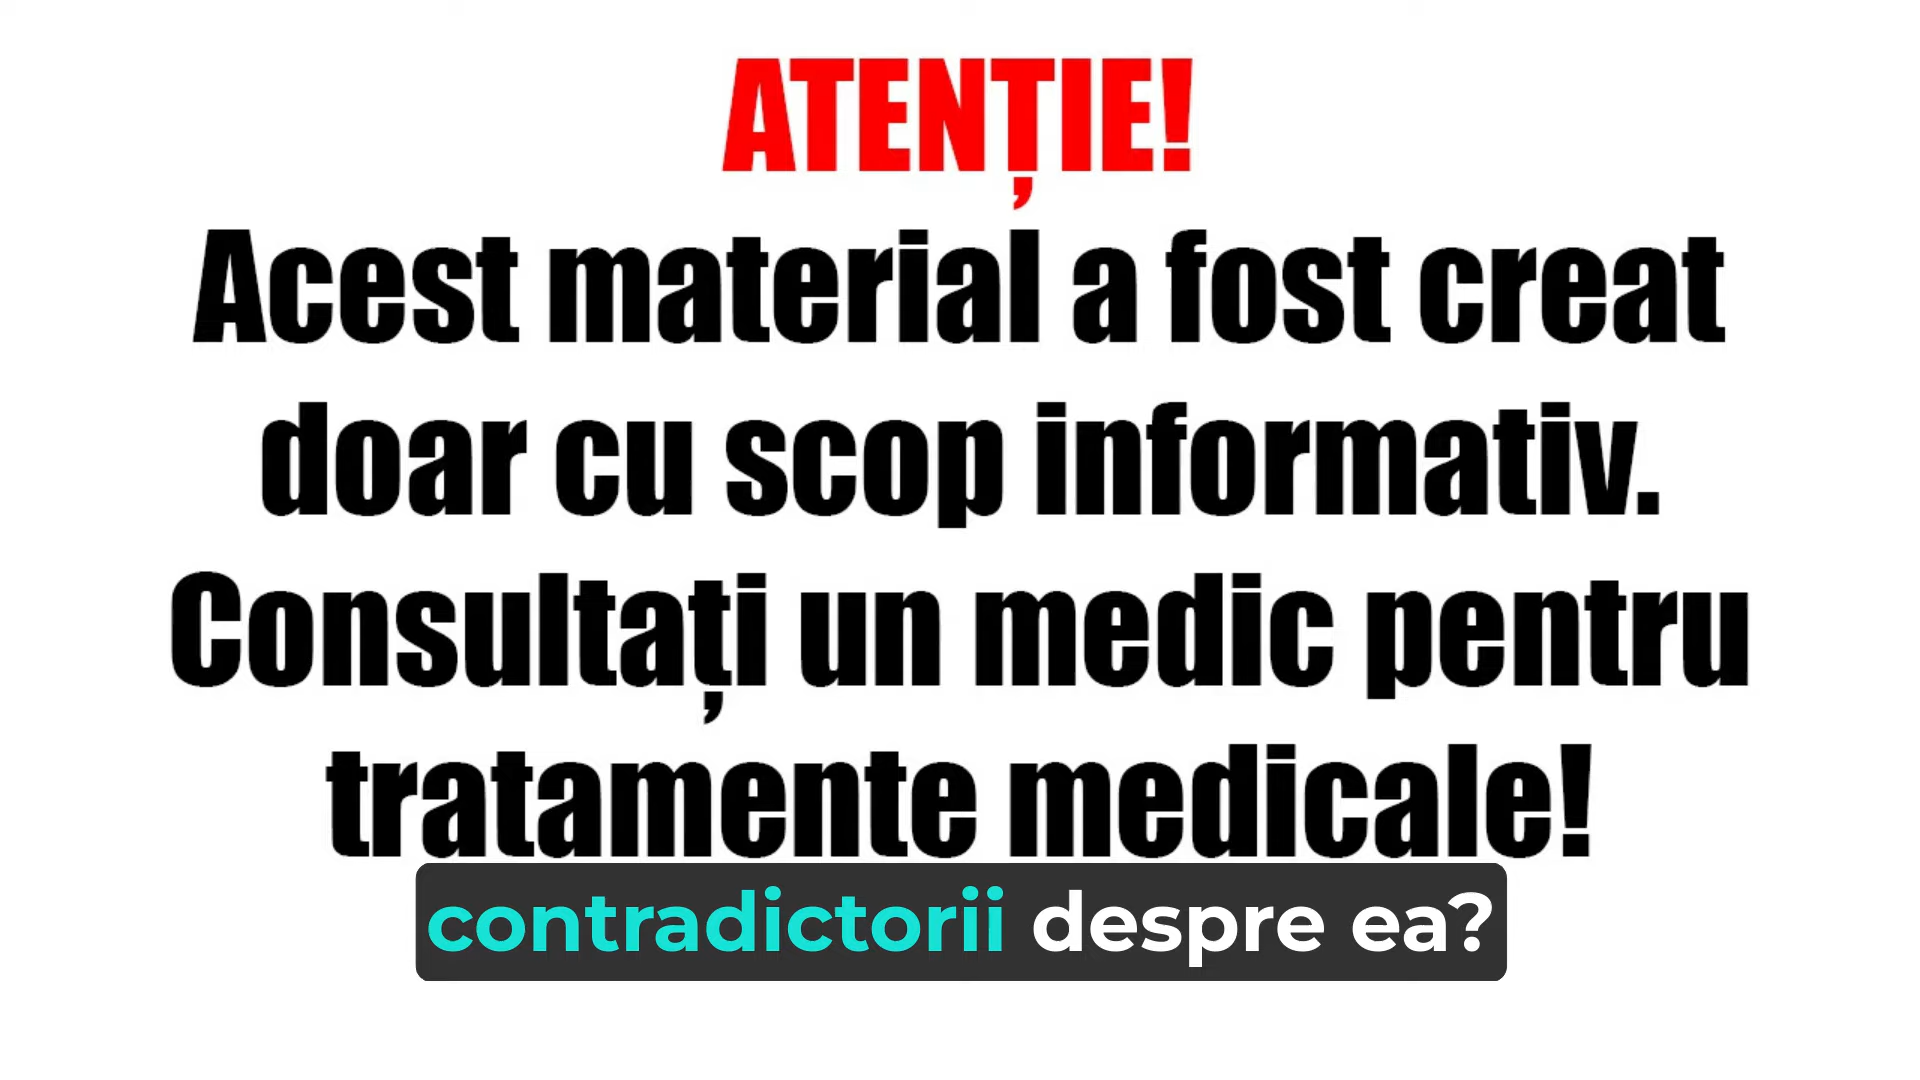 ATENȚIE!
Acest material a fost creat
doar cu scop informativ.
Consultați un medic pentru
tratamente medicale!
contradictorii despre ea?